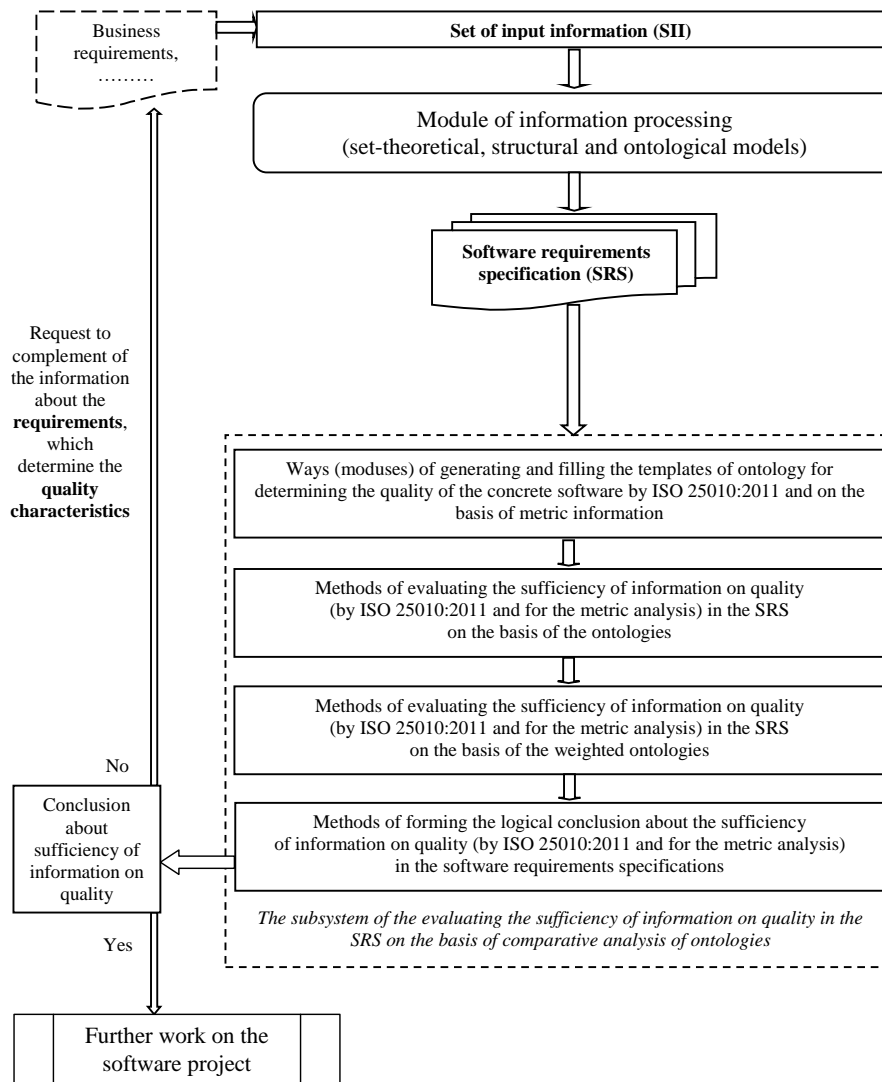 Business
requirements,
………
Set of input information (SII)
Module of information processing
(set-theoretical, structural and ontological models)
Software requirements
specification (SRS)
Request to
complement of
the information
about the
requirements,
which
determine the
quality
characteristics
Ways (moduses) of generating and filling the templates of ontology for
determining the quality of the concrete software by ISO 25010:2011 and on the
basis of metric information
Methods of evaluating the sufficiency of information on quality
(by ISO 25010:2011 and for the metric analysis) in the SRS
on the basis of the ontologies
Methods of evaluating the sufficiency of information on quality
(by ISO 25010:2011 and for the metric analysis) in the SRS
on the basis of the weighted ontologies
No
Conclusion
about
sufficiency of
information on
quality
Methods of forming the logical conclusion about the sufficiency
of information on quality (by ISO 25010:2011 and for the metric analysis)
in the software requirements specifications
The subsystem of the evaluating the sufficiency of information on quality in the
SRS on the basis of comparative analysis of ontologies
Yes
Further work on the
software project